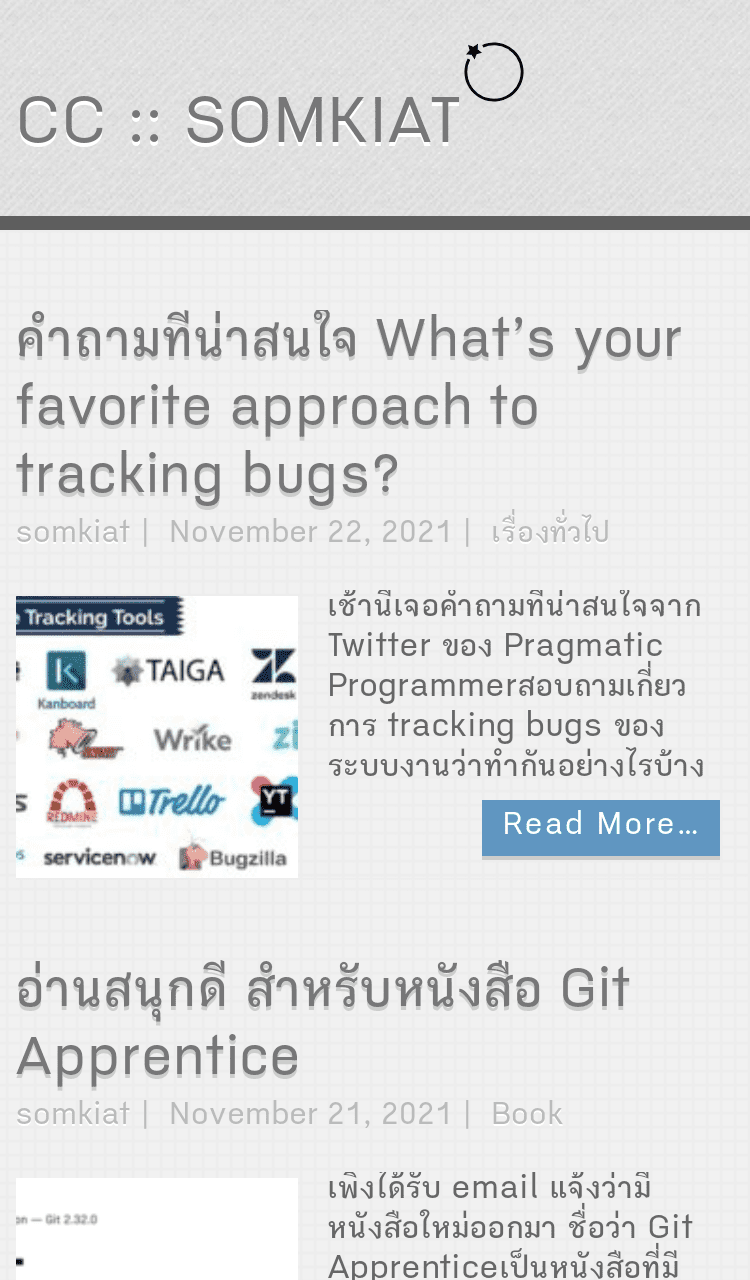 CC :: SOMKIAT
คำถามที่น่าสนใจ What’s your
favorite approach to
tracking bugs?
somkiat | November 22, 2021 | เรื่องทั่วไป
Tracking Tools
Kanboard
TAIGA
zendesk
Wrike
REDMINE
Trello
YT
servicenow
Bugzilla
เช้านี้เจอคำถามที่น่าสนใจจาก
Twitter ของ Pragmatic
Programmerสอบถามเกี่ยว
การ tracking bugs ของ
ระบบงานว่าทำกันอย่างไรบ้าง
Read More…
อ่านสนุกดี สำหรับหนังสือ Git
Apprentice
somkiat | November 21, 2021 | Book
— Git 2.32.0
เพิ่งได้รับ email แจ้งว่ามี
หนังสือใหม่ออกมา ชื่อว่า Git
Apprenticeเป็นหนังสือที่มี